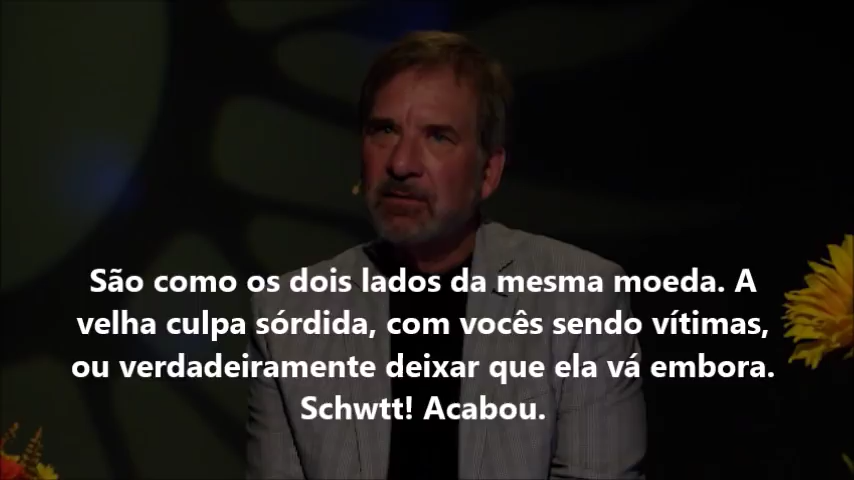 São como os dois lados da mesma moeda. A
velha culpa sórdida, com vocês sendo vítimas,
ou verdadeiramente deixar que ela vá embora.
Schwtt! Acabou.